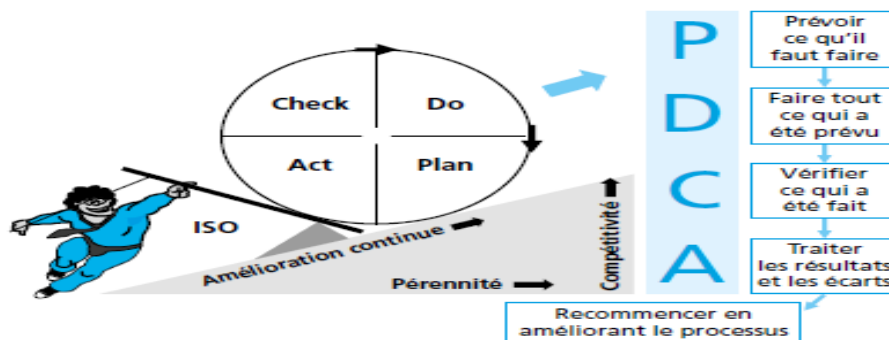 Check
Do
Act
Plan
ISO
Amélioration continue
Pérennité
Compétitivité
P
D
C
A
Prévoir
ce qu'il
faut faire
Faire tout
ce qui a
été prévu
Vérifier
ce qui a
été fait
Traiter
les résultats
et les écarts
Recommencer en
améliorant le processus